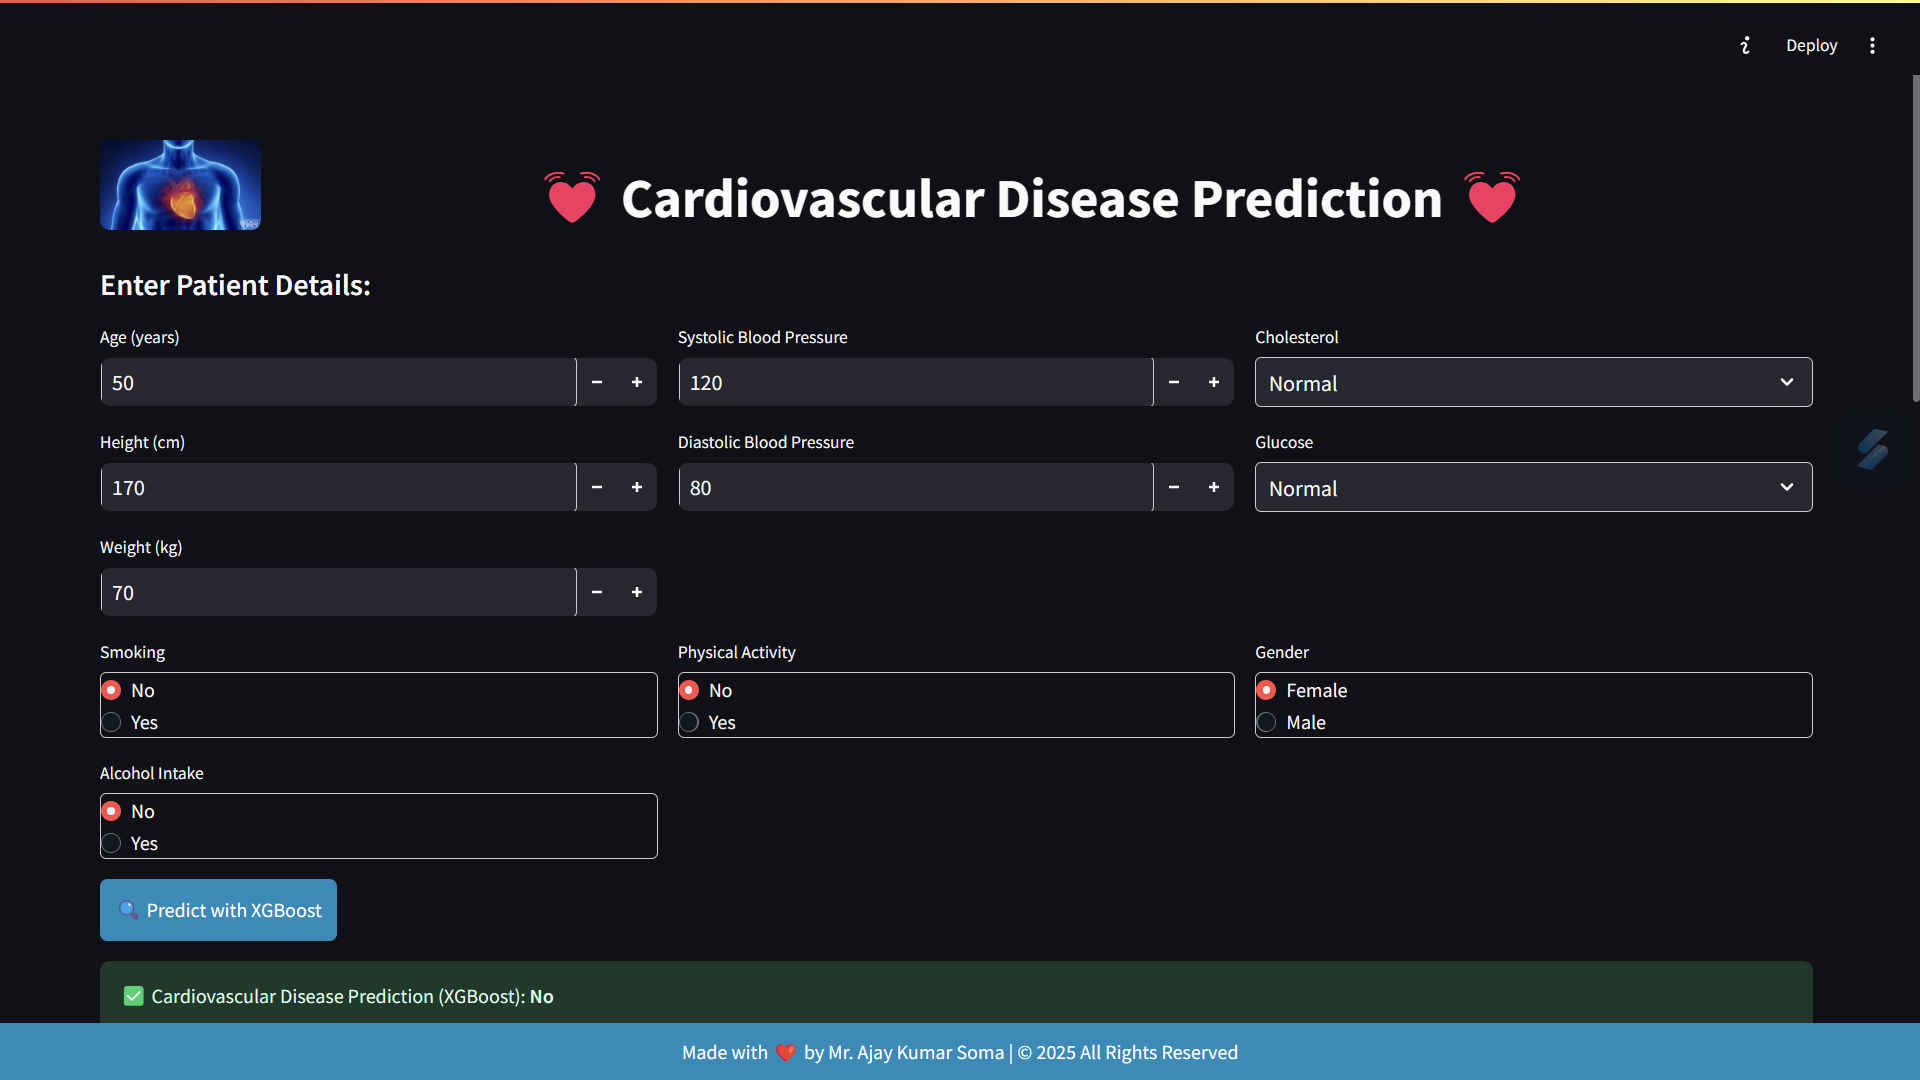 Deploy
Cardiovascular Disease Prediction
Enter Patient Details:
Age (years)
50
Systolic Blood Pressure
120
Cholesterol
Normal
Height (cm)
170
Diastolic Blood Pressure
80
Glucose
Normal
Weight (kg)
70
Smoking
No
Yes
Physical Activity
No
Yes
Gender
Female
Male
Alcohol Intake
No
Yes
Predict with XGBoost
Cardiovascular Disease Prediction (XGBoost): No
Made with ❤️ by Mr. Ajay Kumar Soma | © 2025 All Rights Reserved